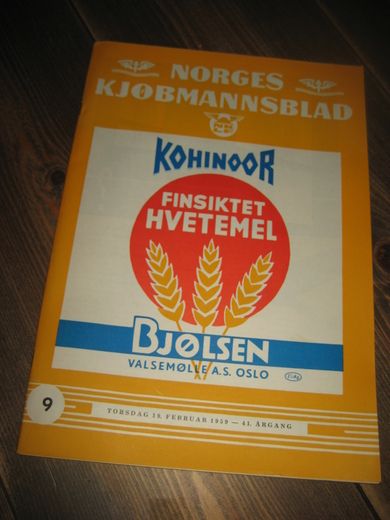 NORGES
KJØBMANNSBLAD
KOHINOOR
FINSIKTET
HVETEMEL
BJØLSEN
VALSEMØLLE A.S. OSLO
9
TORSDAG 19. FEBRUAR 1959 — 41. ÅRGANG